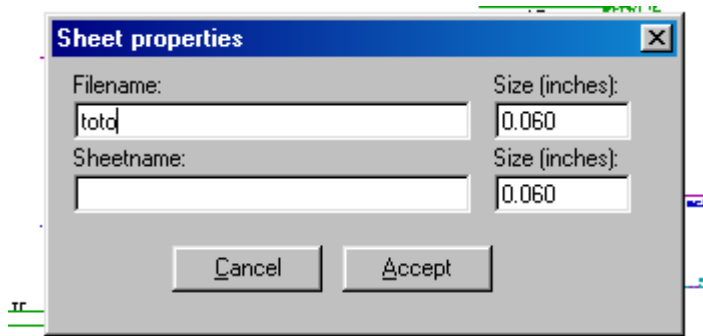 Sheet properties
Filename: Size (inches):
toto 0.060
Sheetname: Size (inches):
0.060
Cancel Accept